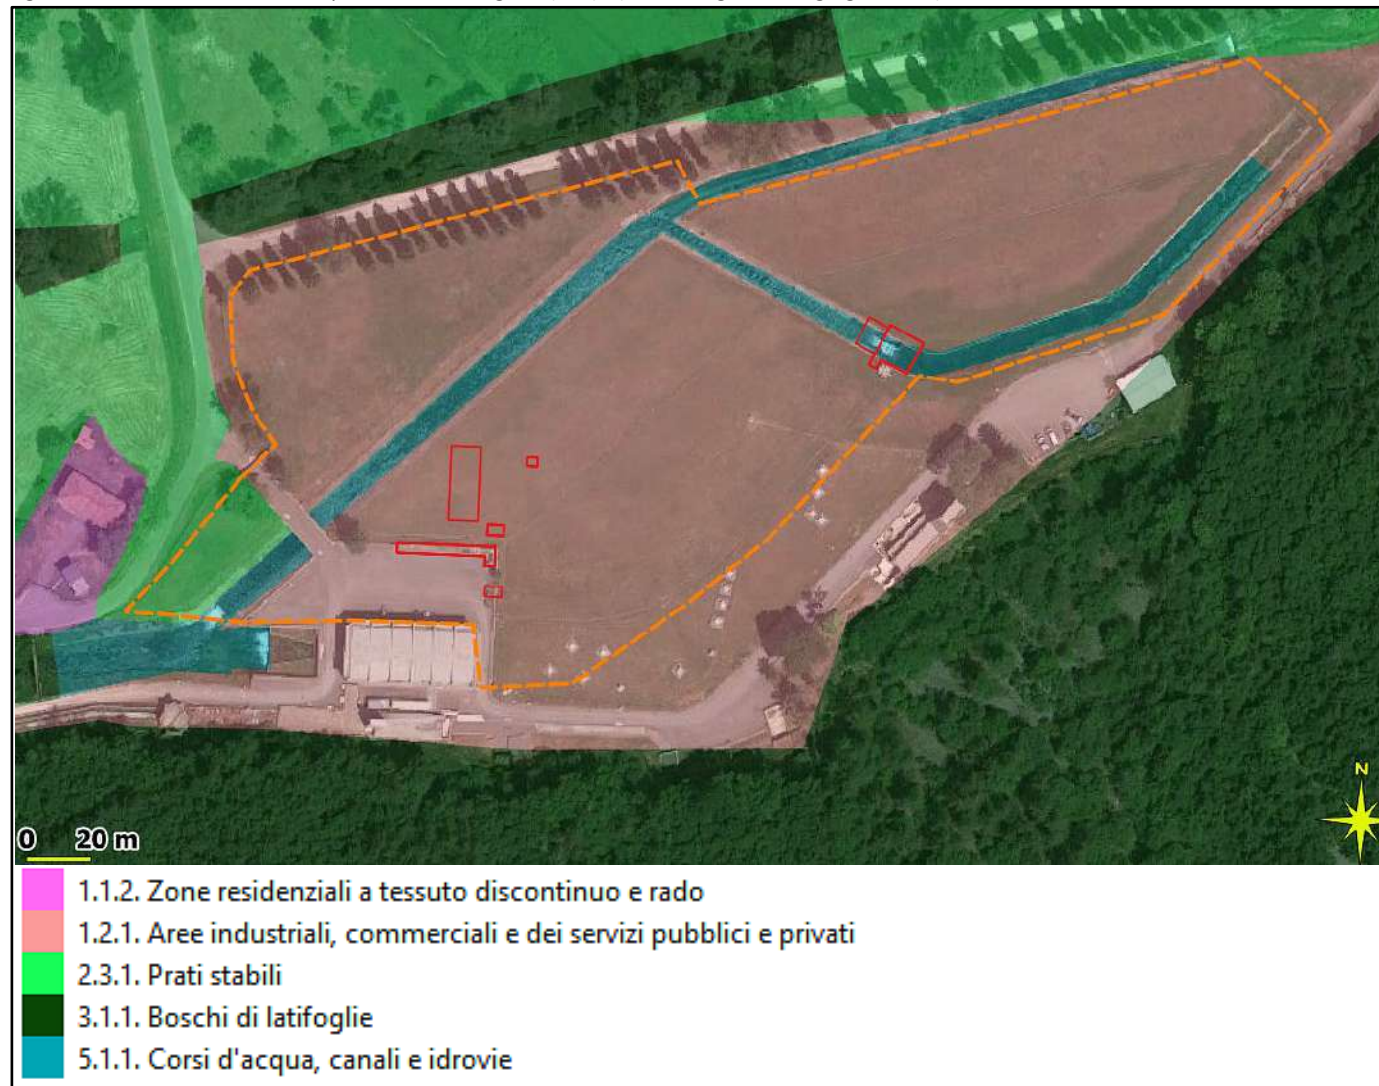 N
0 20 m
1.1.2. Zone residenziali a tessuto discontinuo e rado
1.2.1. Aree industriali, commerciali e dei servizi pubblici e privati
2.3.1. Prati stabili
3.1.1. Boschi di latifoglie
5.1.1. Corsi d'acqua, canali e idrovie